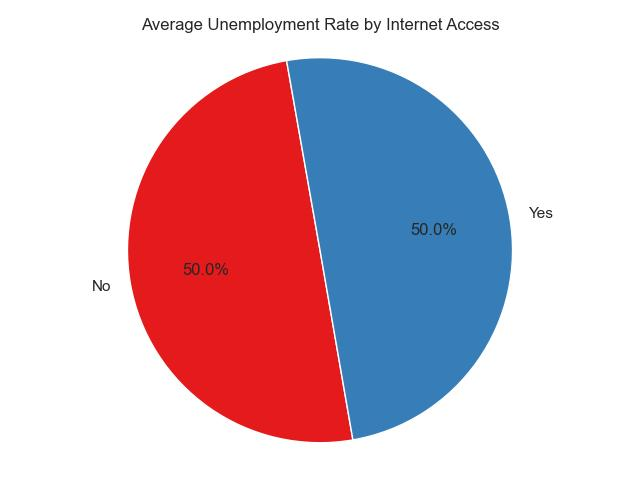 Average Unemployment Rate by Internet Access
Yes
50.0%
50.0%
No